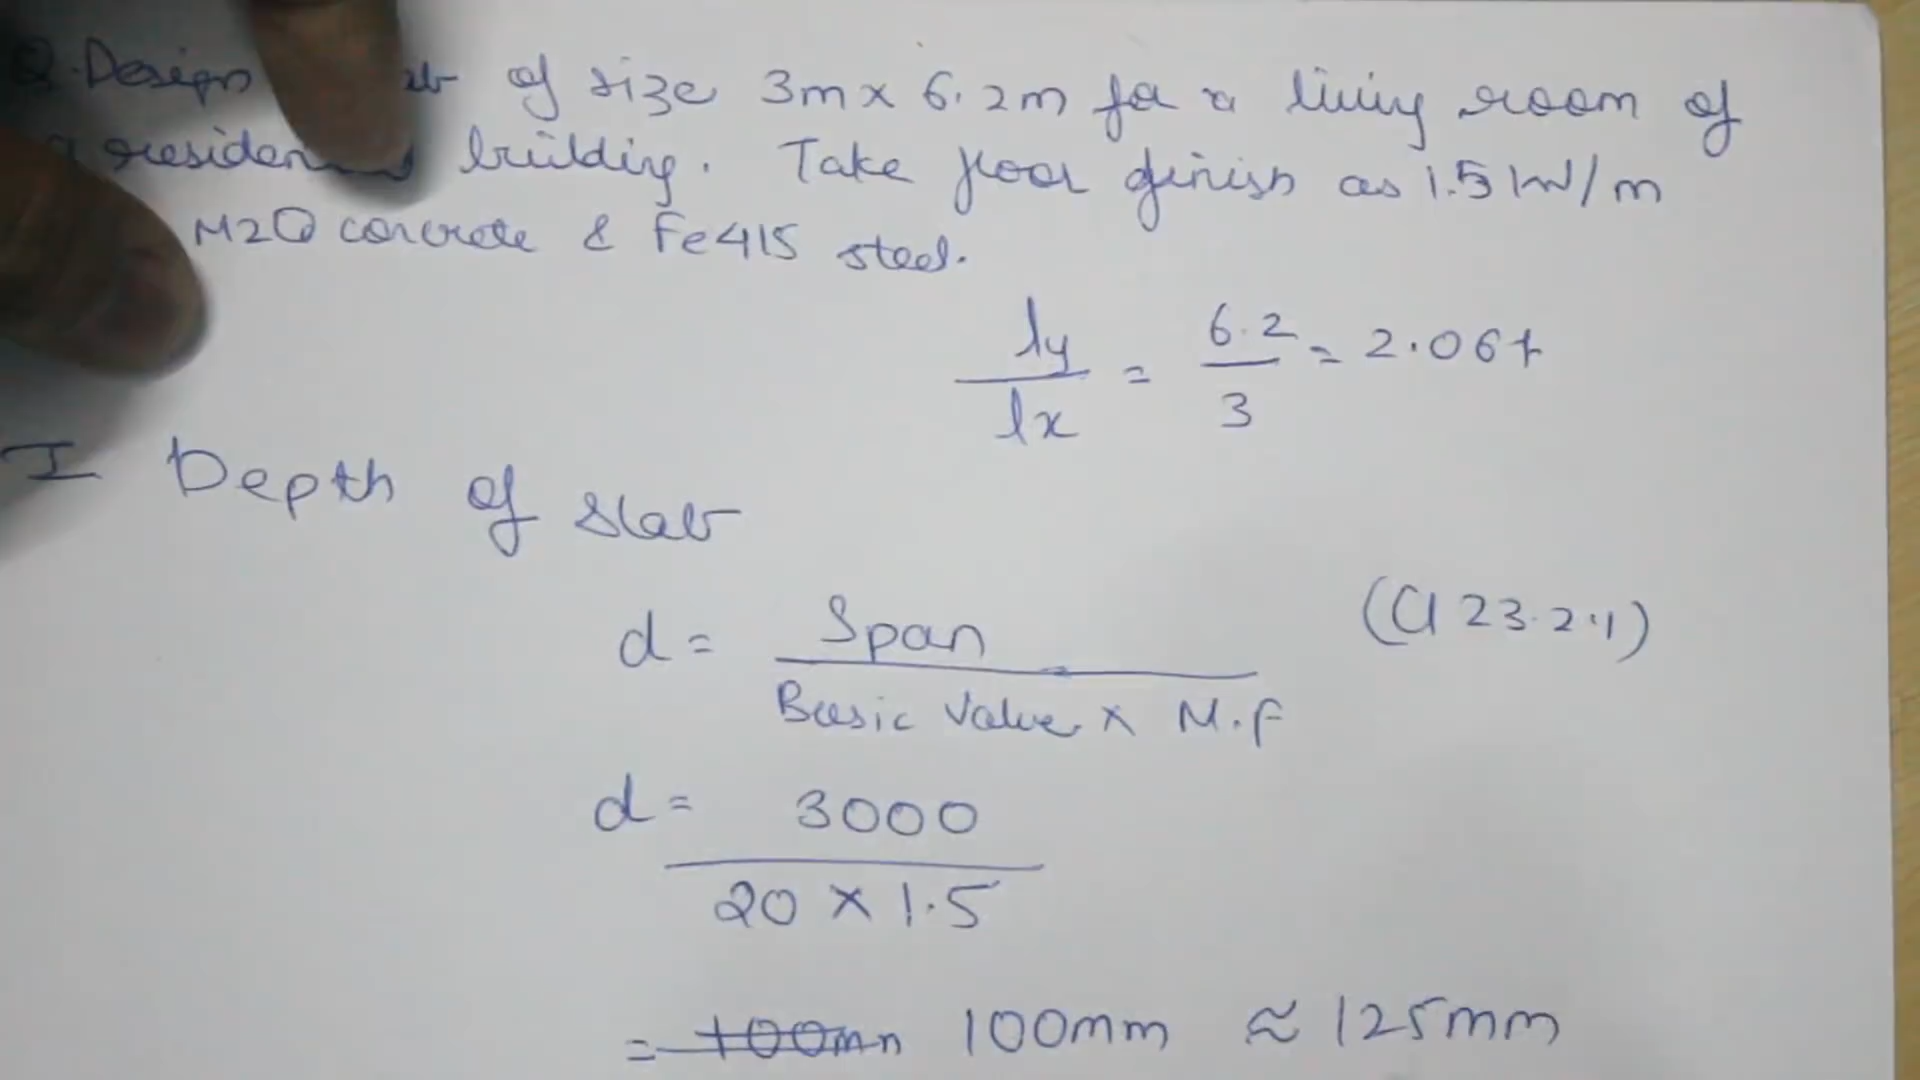 Q. Design of size 3m x 6.2m for a living room of
a building. Take floor finish as 1.5 kN/m
M20 concrete & Fe415 steel.
ly/lx = 6.2/3 = 2.067
I Depth of slab
d = Span / Basic Value x M.F (Cl 23.2.1)
d = 3000 / 20 x 1.5
= 100mm 100mm ≈ 125mm